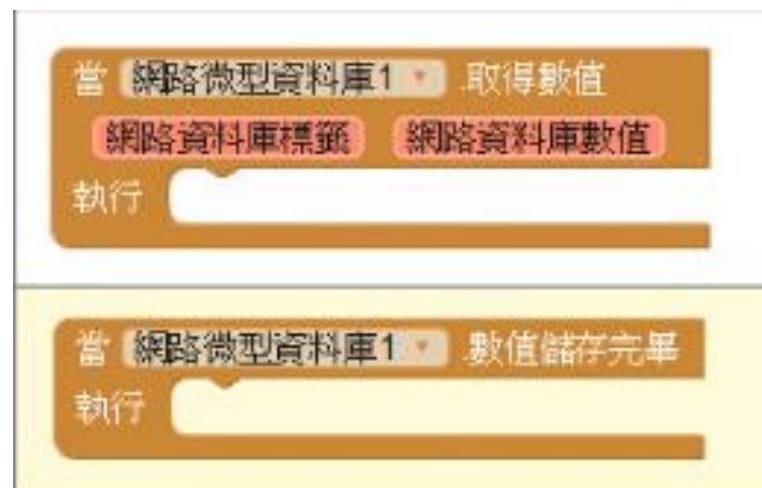 當 網路微型資料庫1 .取得數值
網路資料庫標籤 網路資料庫數值
執行
當 網路微型資料庫1 .數值儲存完畢
執行